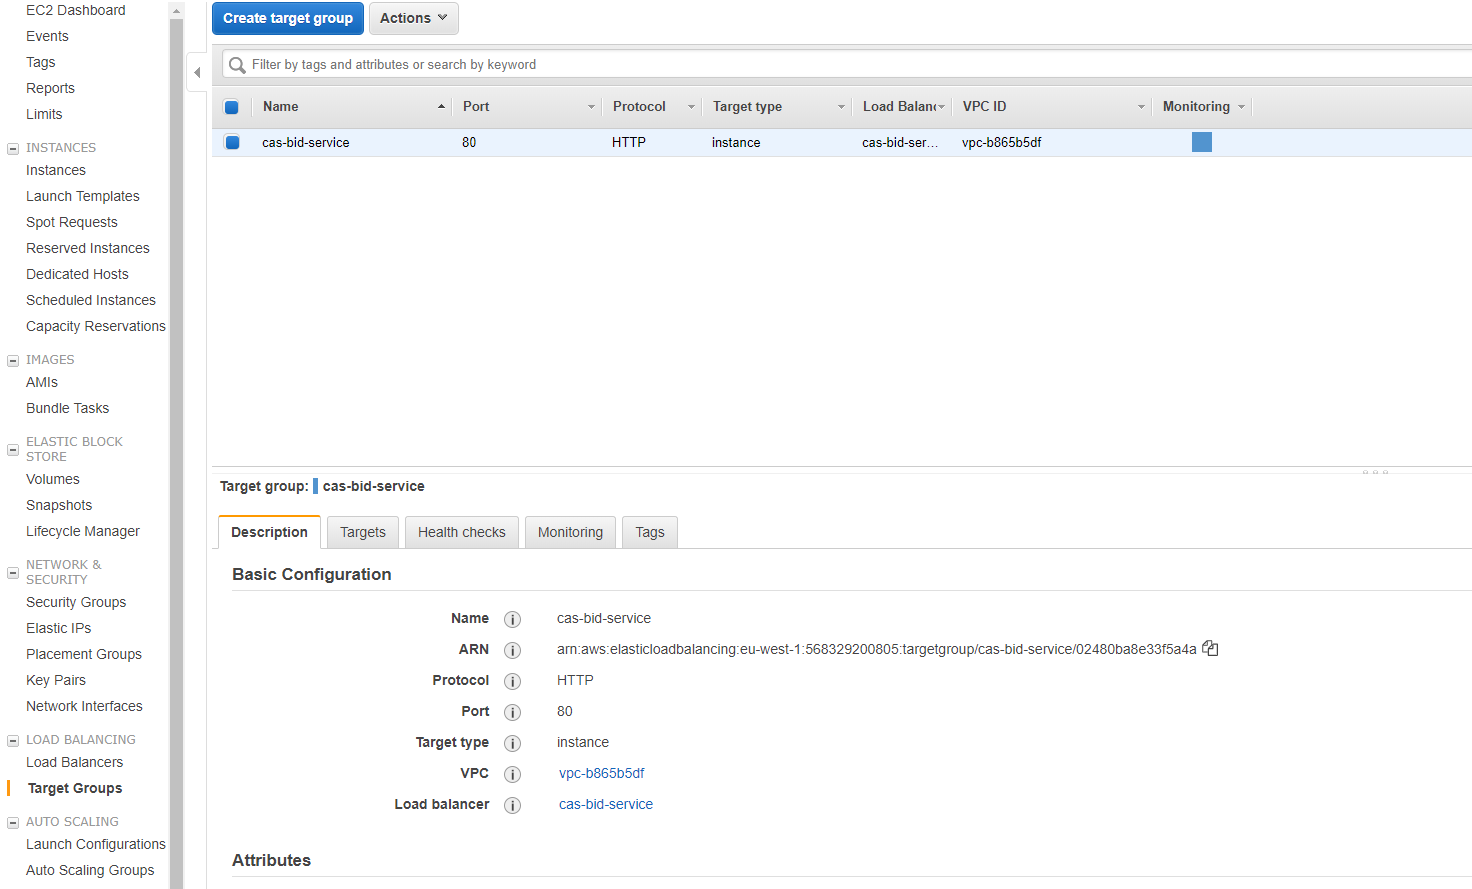 EC2 Dashboard
Events
Tags
Reports
Limits
INSTANCES
Instances
Launch Templates
Spot Requests
Reserved Instances
Dedicated Hosts
Scheduled Instances
Capacity Reservations
IMAGES
AMIs
Bundle Tasks
ELASTIC BLOCK
STORE
Volumes
Snapshots
Lifecycle Manager
NETWORK &
SECURITY
Security Groups
Elastic IPs
Placement Groups
Key Pairs
Network Interfaces
LOAD BALANCING
Load Balancers
Target Groups
AUTO SCALING
Launch Configurations
Auto Scaling Groups
Create target group Actions
Filter by tags and attributes or search by keyword
Name Port Protocol Target type Load Balanc VPC ID Monitoring
cas-bid-service 80 HTTP instance cas-bid-ser... vpc-b865b5df
Target group: cas-bid-service
Description Targets Health checks Monitoring Tags
Basic Configuration
Name i cas-bid-service
ARN i arn:aws:elasticloadbalancing:eu-west-1:568329200805:targetgroup/cas-bid-service/02480ba8e33f5a4a
Protocol i HTTP
Port i 80
Target type i instance
VPC i vpc-b865b5df
Load balancer i cas-bid-service
Attributes